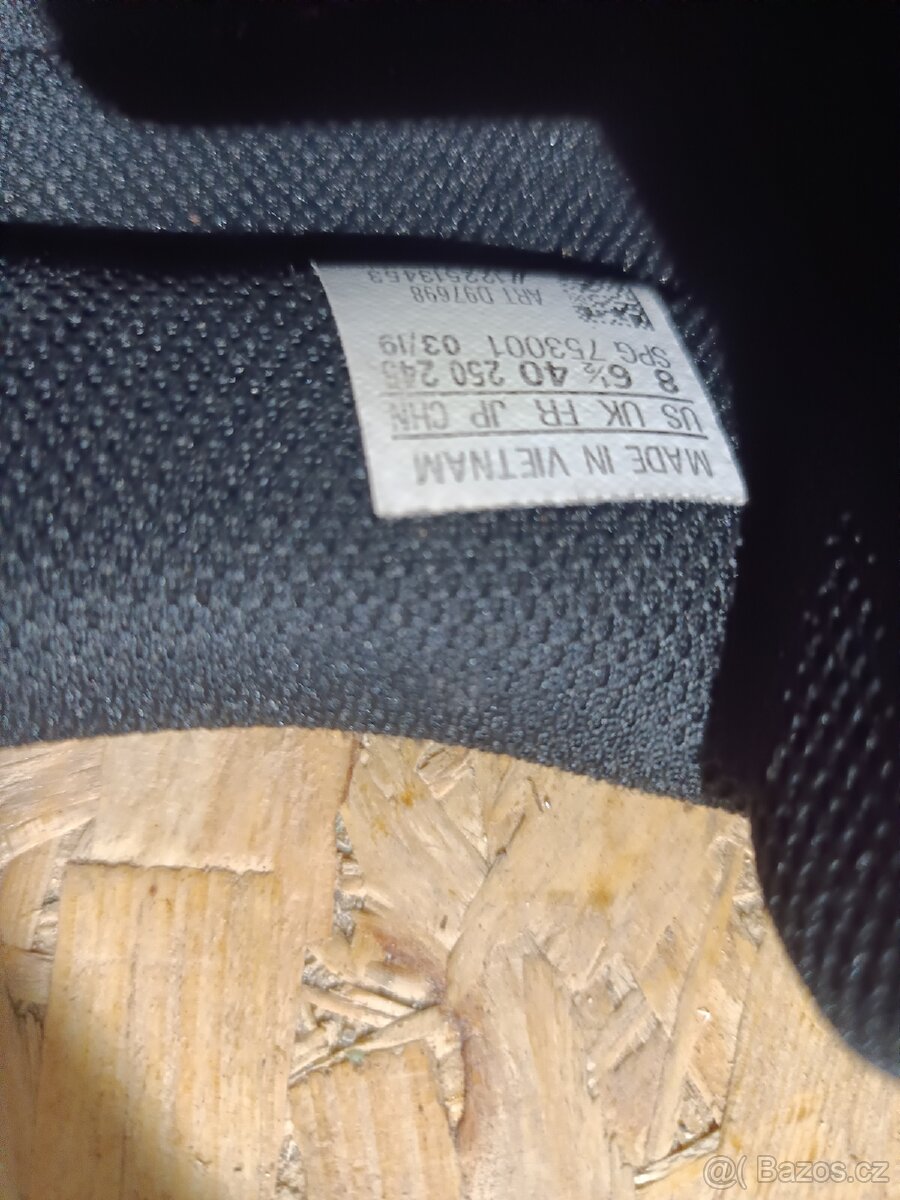 MADE IN VIETNAM
US UK FR JP CHN
8 6½ 40 250 245
SPG 753001 03/19
ART D97698
@( Bazos.cz